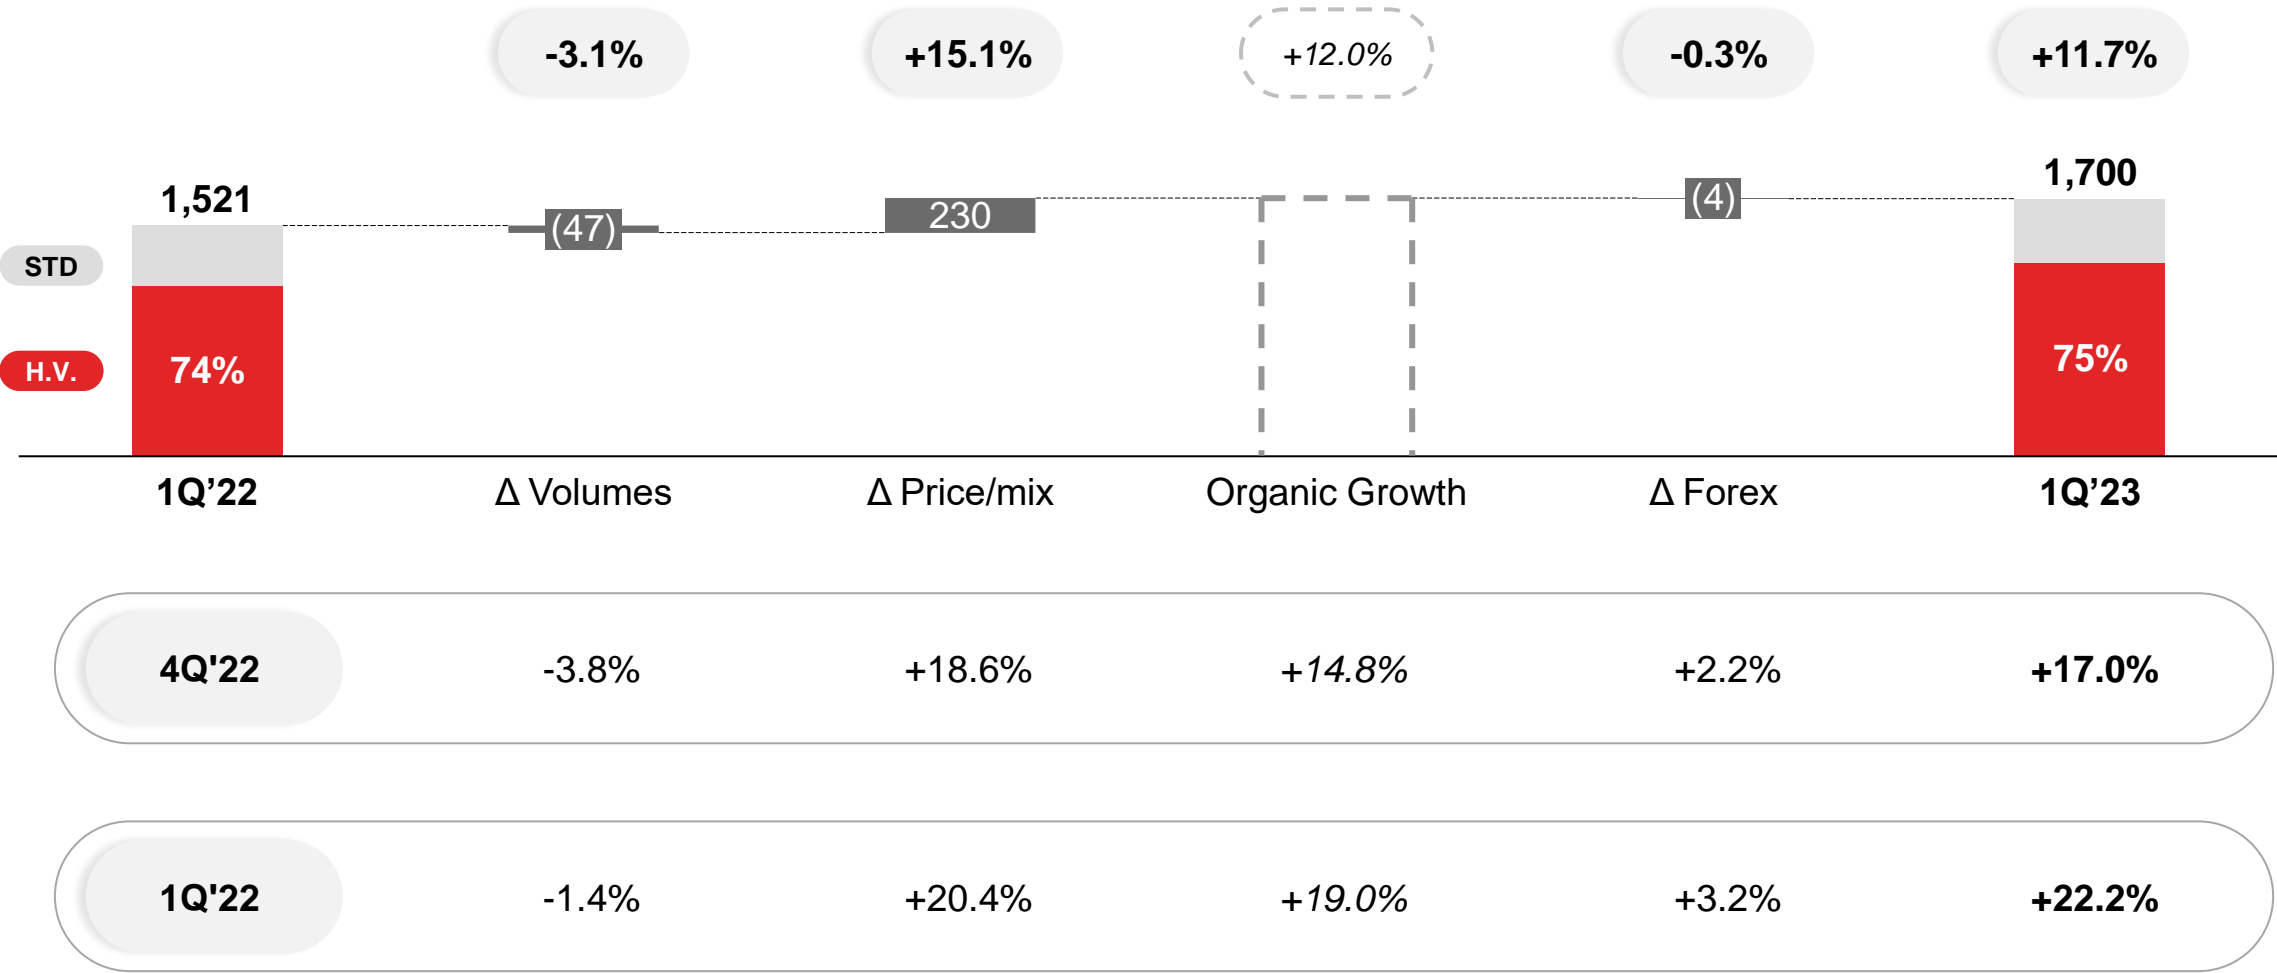 -3.1% +15.1% +12.0% -0.3% +11.7%
1,521 (47) 230 (4) 1,700
STD
H.V. 74% 75%
1Q’22 Δ Volumes Δ Price/mix Organic Growth Δ Forex 1Q’23
4Q'22 -3.8% +18.6% +14.8% +2.2% +17.0%
1Q'22 -1.4% +20.4% +19.0% +3.2% +22.2%